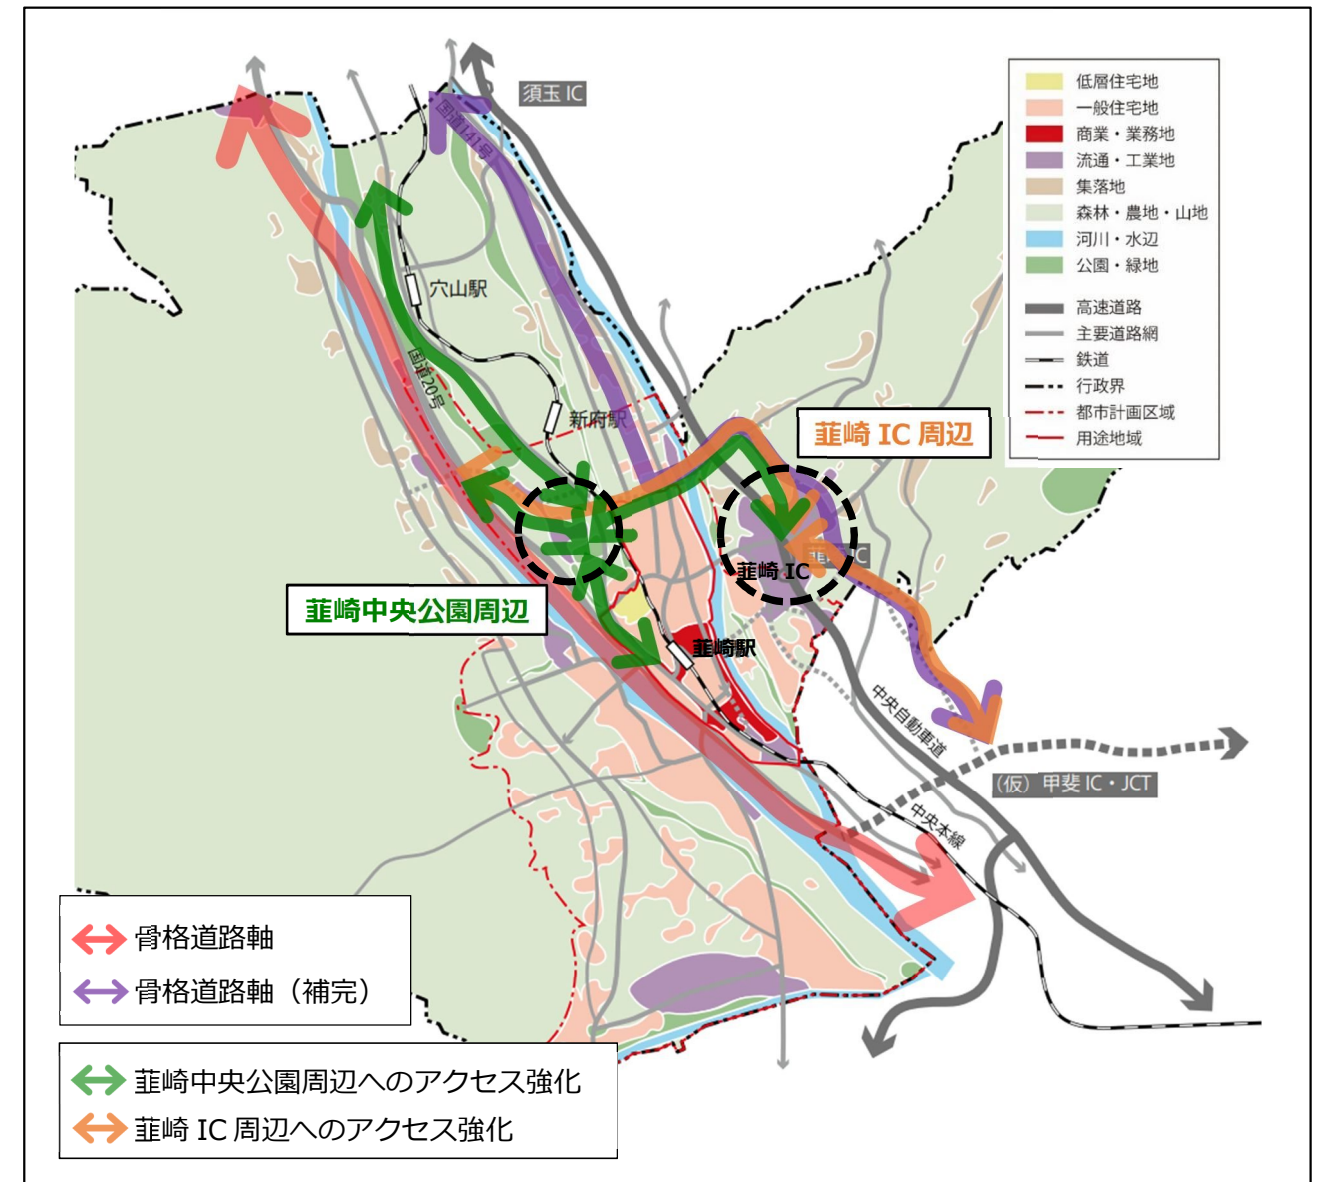 須玉 IC
国道141号
低層住宅地
一般住宅地
商業・業務地
流通・工業地
集落地
森林・農地・山地
河川・水辺
公園・緑地
高速道路
主要道路網
鉄道
行政界
都市計画区域
用途地域
穴山駅
国道20号
新府駅
韮崎 IC 周辺
韮崎 IC
韮崎中央公園周辺
韮崎駅
中央自動車道
(仮) 甲斐 IC・JCT
中央本線
骨格道路軸
骨格道路軸（補完）
韮崎中央公園周辺へのアクセス強化
韮崎 IC 周辺へのアクセス強化